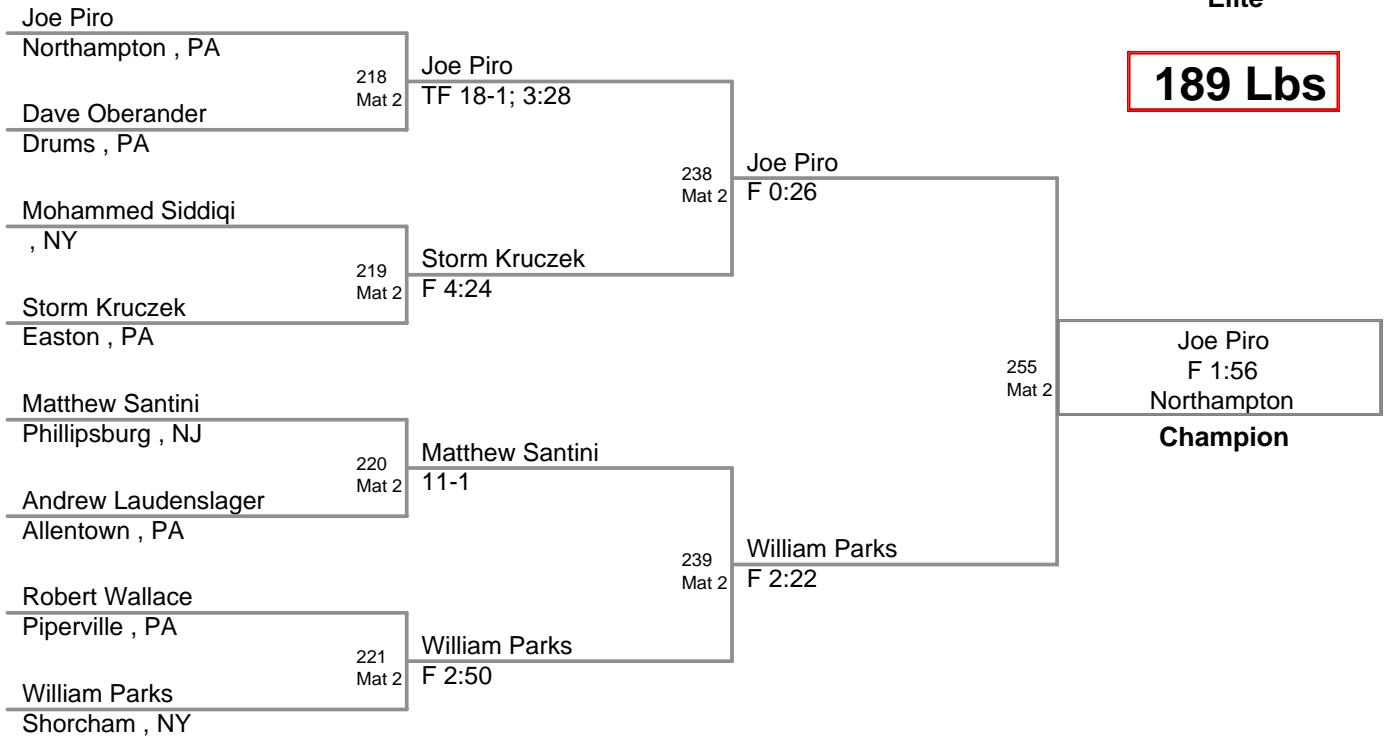 Elite
189 Lbs
Joe Piro
Northampton , PA
218
Mat 2
Dave Oberander
Drums , PA
Joe Piro
TF 18-1; 3:28
Mohammed Siddiqi
, NY
219
Mat 2
Storm Kruczek
Easton , PA
Storm Kruczek
F 4:24
238
Mat 2
Joe Piro
F 0:26
Matthew Santini
Phillipsburg , NJ
220
Mat 2
Andrew Laudenslager
Allentown , PA
Matthew Santini
11-1
Robert Wallace
Piperville , PA
221
Mat 2
William Parks
Shorcham , NY
William Parks
F 2:50
239
Mat 2
William Parks
F 2:22
255
Mat 2
Joe Piro
F 1:56
Northampton
Champion